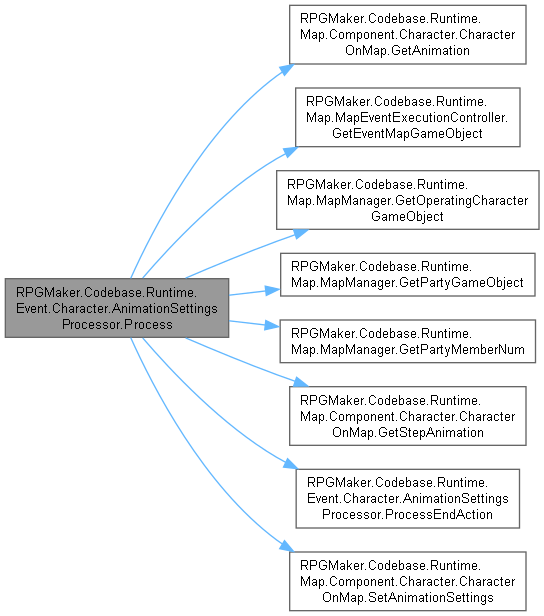 RPGMaker.Codebase.Runtime.
Map.Component.Character.Character
OnMap.GetAnimation
RPGMaker.Codebase.Runtime.
Map.MapEventExecutionController.
GetEventMapGameObject
RPGMaker.Codebase.Runtime.
Map.MapManager.GetOperatingCharacter
GameObject
RPGMaker.Codebase.Runtime.
Event.Character.AnimationSettings
Processor.Process
RPGMaker.Codebase.Runtime.
Map.MapManager.GetPartyGameObject
RPGMaker.Codebase.Runtime.
Map.MapManager.GetPartyMemberNum
RPGMaker.Codebase.Runtime.
Map.Component.Character.Character
OnMap.GetStepAnimation
RPGMaker.Codebase.Runtime.
Event.Character.AnimationSettings
Processor.ProcessEndAction
RPGMaker.Codebase.Runtime.
Map.Component.Character.Character
OnMap.SetAnimationSettings